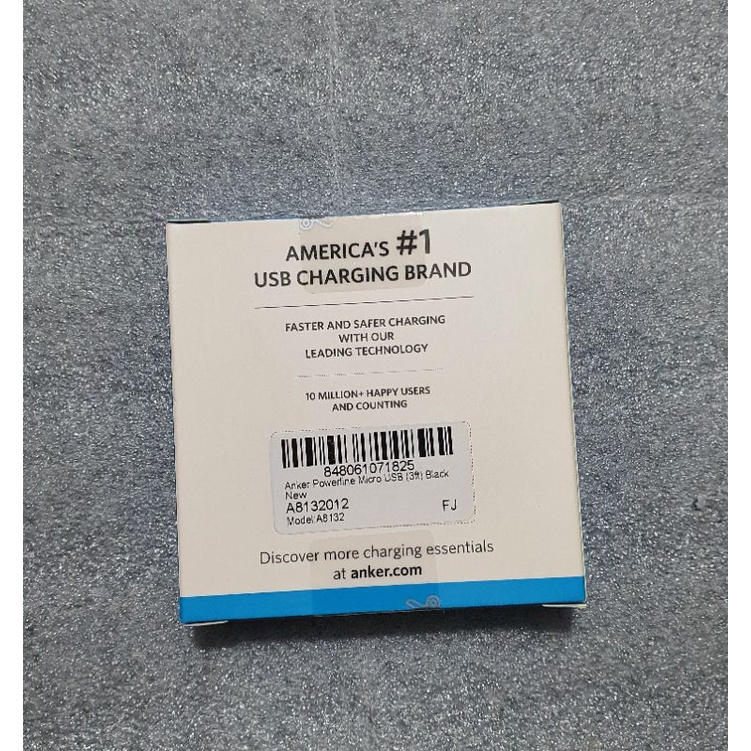 AMERICA'S #1
USB CHARGING BRAND
FASTER AND SAFER CHARGING
WITH OUR
LEADING TECHNOLOGY
10 MILLION+ HAPPY USERS
AND COUNTING
848061071825
Anker Powerline Micro USB (3ft) Black
New
A8132012 FJ
Model:A8132
Discover more charging essentials
at anker.com